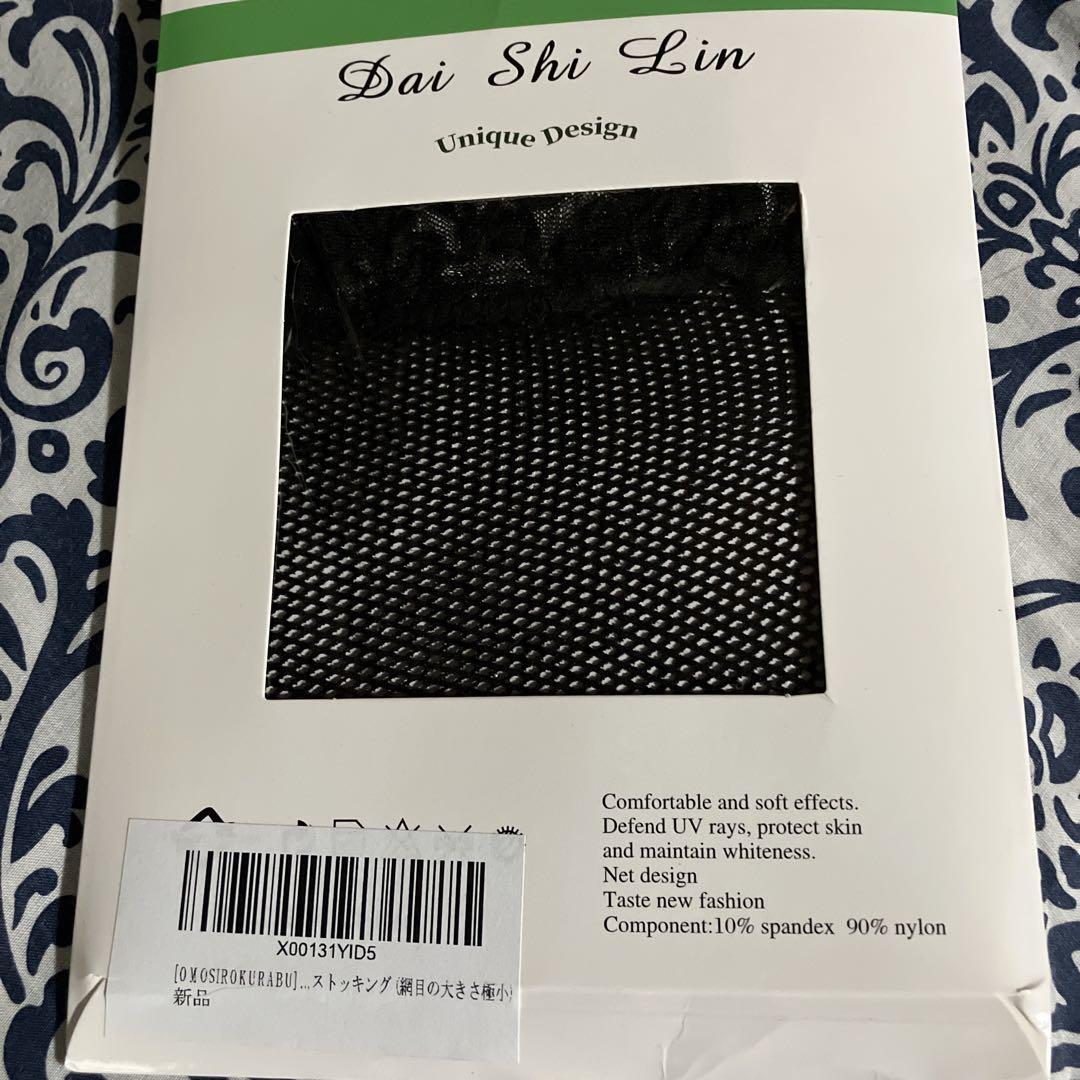 Dai Shi Lin
Unique Design
Comfortable and soft effects.
Defend UV rays, protect skin
and maintain whiteness.
Net design
Taste new fashion
Component:10% spandex 90% nylon
X00131YID5
[OMOSIROKURABU]...ストッキング (網目の大きさ極小)
新品